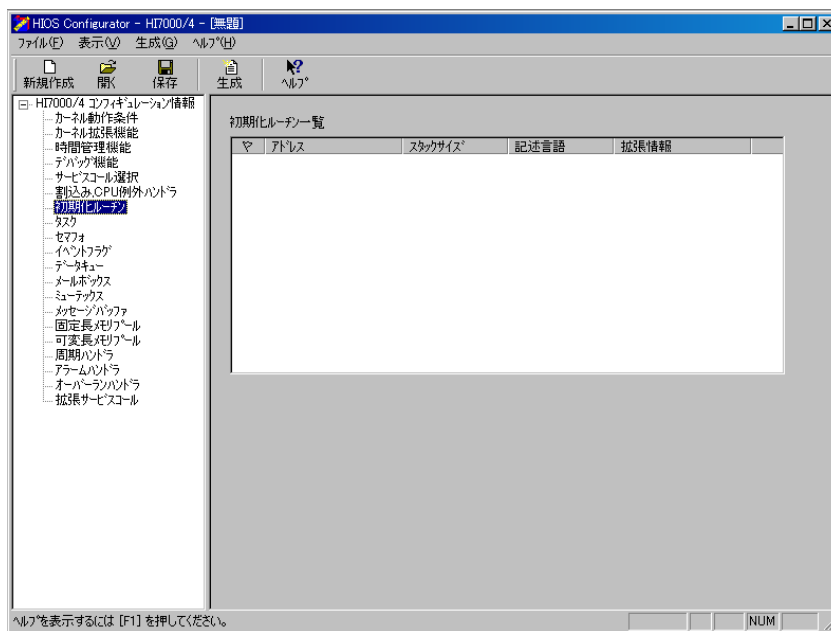 HIOS Configurator - HI7000/4 - [無題]
ファイル(F) 表示(V) 生成(G) ヘルプ(H)
新規作成 開く 保存 生成 ヘルプ
HI7000/4 コンフィギュレーション情報
カーネル動作条件
カーネル拡張機能
時間管理機能
デバッグ機能
サービスコール選択
割込み,CPU例外ハンドラ
初期化ルーチン
タスク
セマフォ
イベントフラグ
データキュー
メールボックス
ミューテックス
メッセージバッファ
固定長メモリプール
可変長メモリプール
周期ハンドラ
アラームハンドラ
オーバーランハンドラ
拡張サービスコール
初期化ルーチン一覧
アドレス スタックサイズ 記述言語 拡張情報
ヘルプを表示するには [F1] を押してください。 NUM